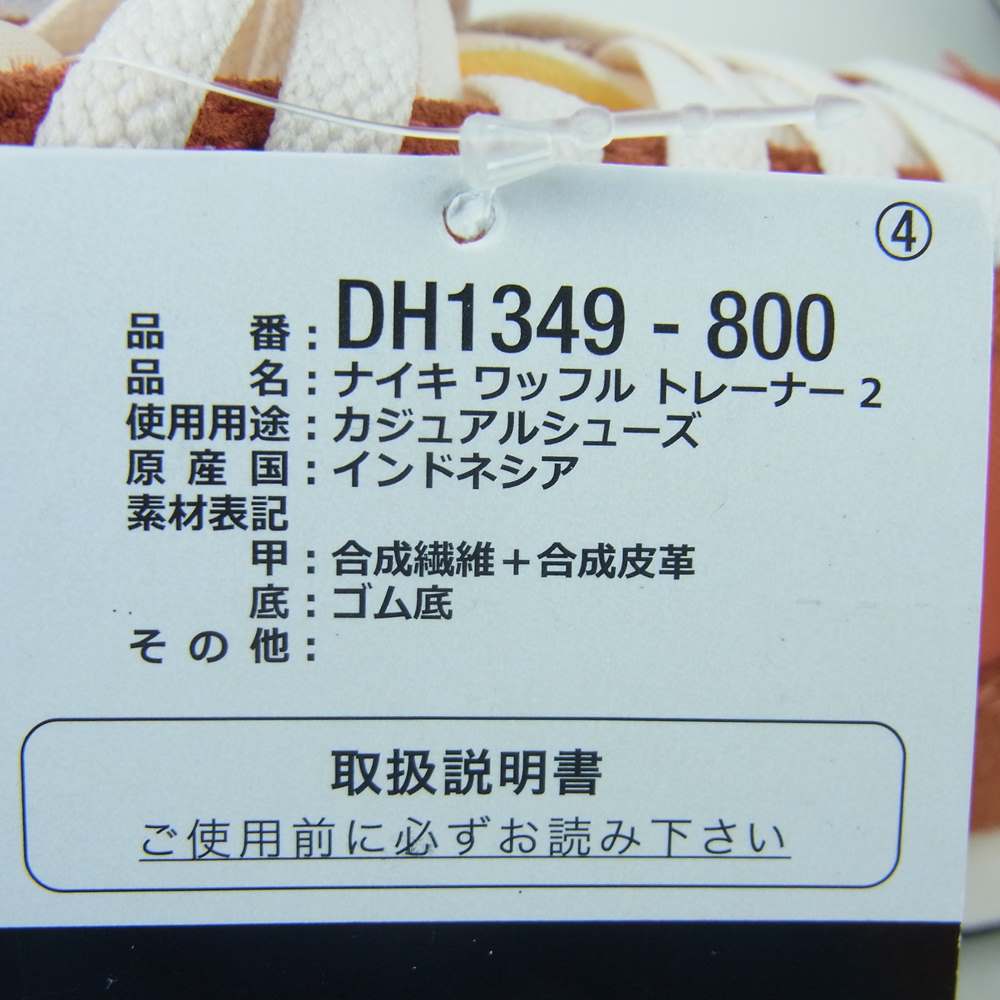 ④
品番：DH1349 - 800
品名：ナイキ ワッフル トレーナー 2
使用用途：カジュアルシューズ
原産国：インドネシア
素材表記
甲：合成繊維＋合成皮革
底：ゴム底
その他：
取扱説明書
ご使用前に必ずお読み下さい